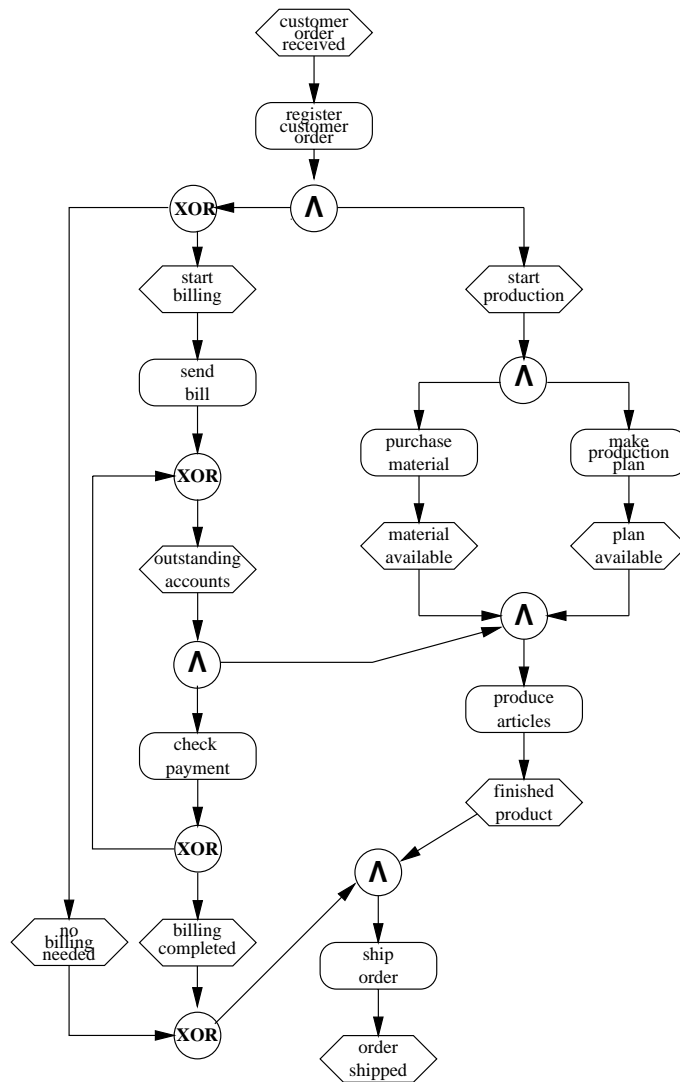 customer
order
received
register
customer
order
XOR
Λ
start
billing
start
production
send
bill
Λ
purchase
material
make
production
plan
XOR
outstanding
accounts
material
available
plan
available
Λ
Λ
check
payment
produce
articles
finished
product
XOR
Λ
no
billing
needed
billing
completed
ship
order
XOR
order
shipped